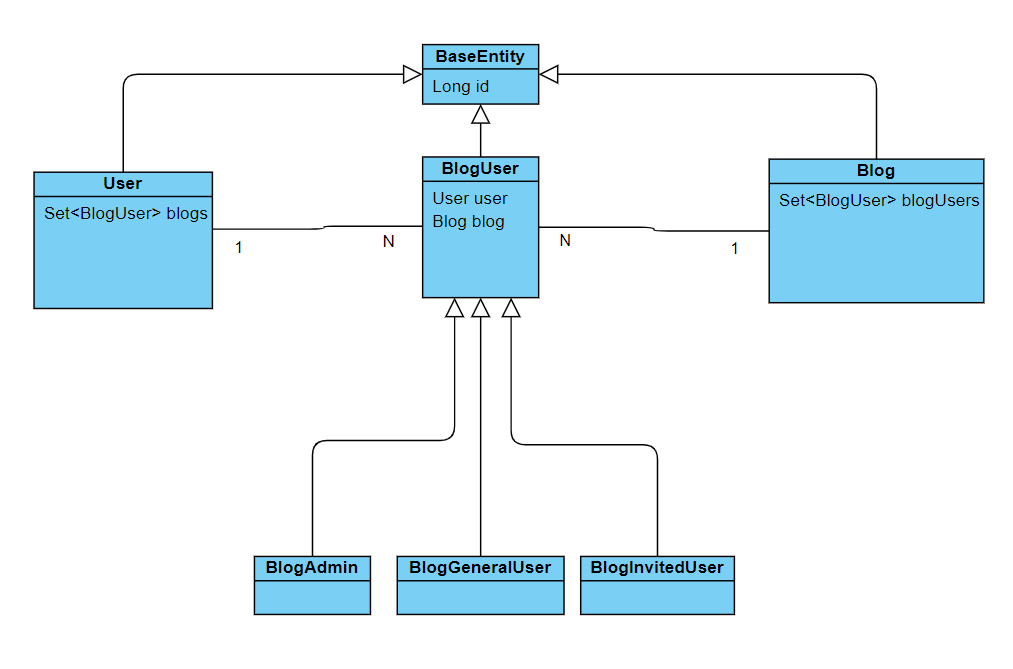 BaseEntity
Long id
User
Set<BlogUser> blogs
BlogUser
User user
Blog blog
Blog
Set<BlogUser> blogUsers
1
N
N
1
BlogAdmin
BlogGeneralUser
BlogInvitedUser